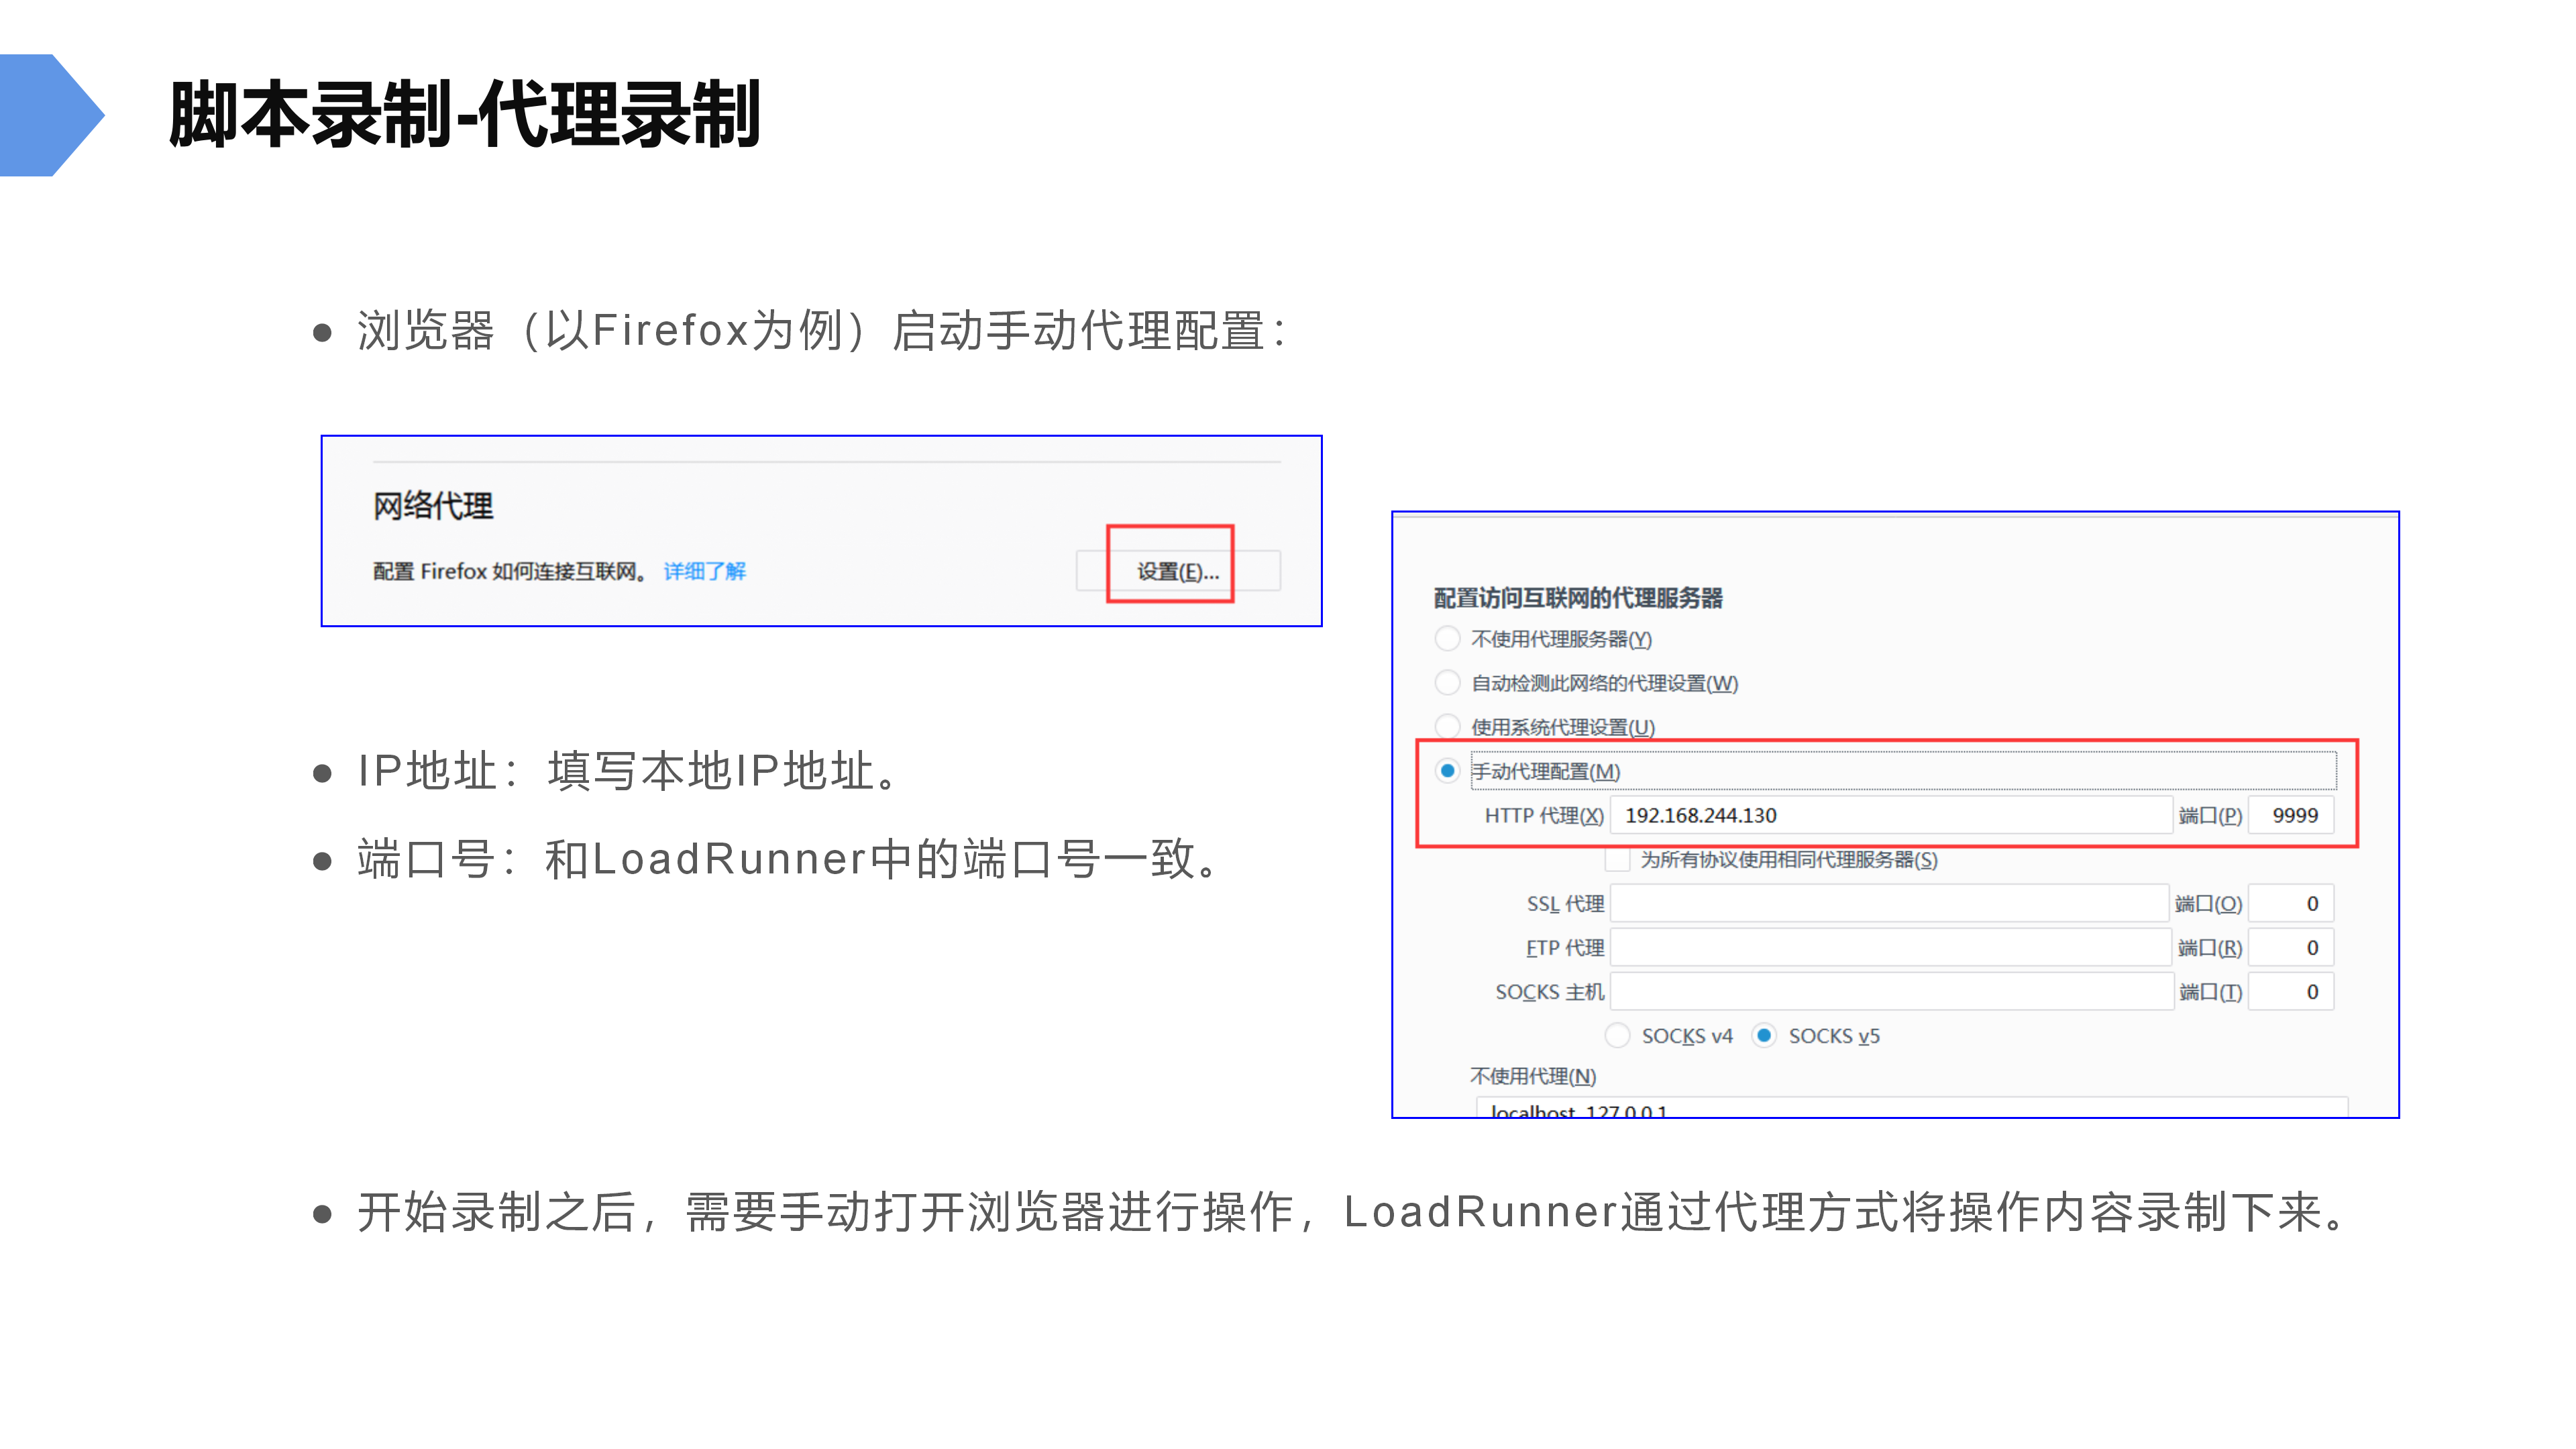 脚本录制-代理录制
● 浏览器（以Firefox为例）启动手动代理配置：
网络代理
配置 Firefox 如何连接互联网。 详细了解 设置(E)...
● IP地址：填写本地IP地址。
● 端口号：和LoadRunner中的端口号一致。
配置访问互联网的代理服务器
不使用代理服务器(Y)
自动检测此网络的代理设置(W)
使用系统代理设置(U)
手动代理配置(M)
HTTP 代理(X) 192.168.244.130 端口(P) 9999
为所有协议使用相同代理服务器(S)
SSL 代理 端口(O) 0
FTP 代理 端口(R) 0
SOCKS 主机 端口(T) 0
SOCKS v4 SOCKS v5
不使用代理(N)
localhost, 127.0.0.1
● 开始录制之后，需要手动打开浏览器进行操作，LoadRunner通过代理方式将操作内容录制下来。